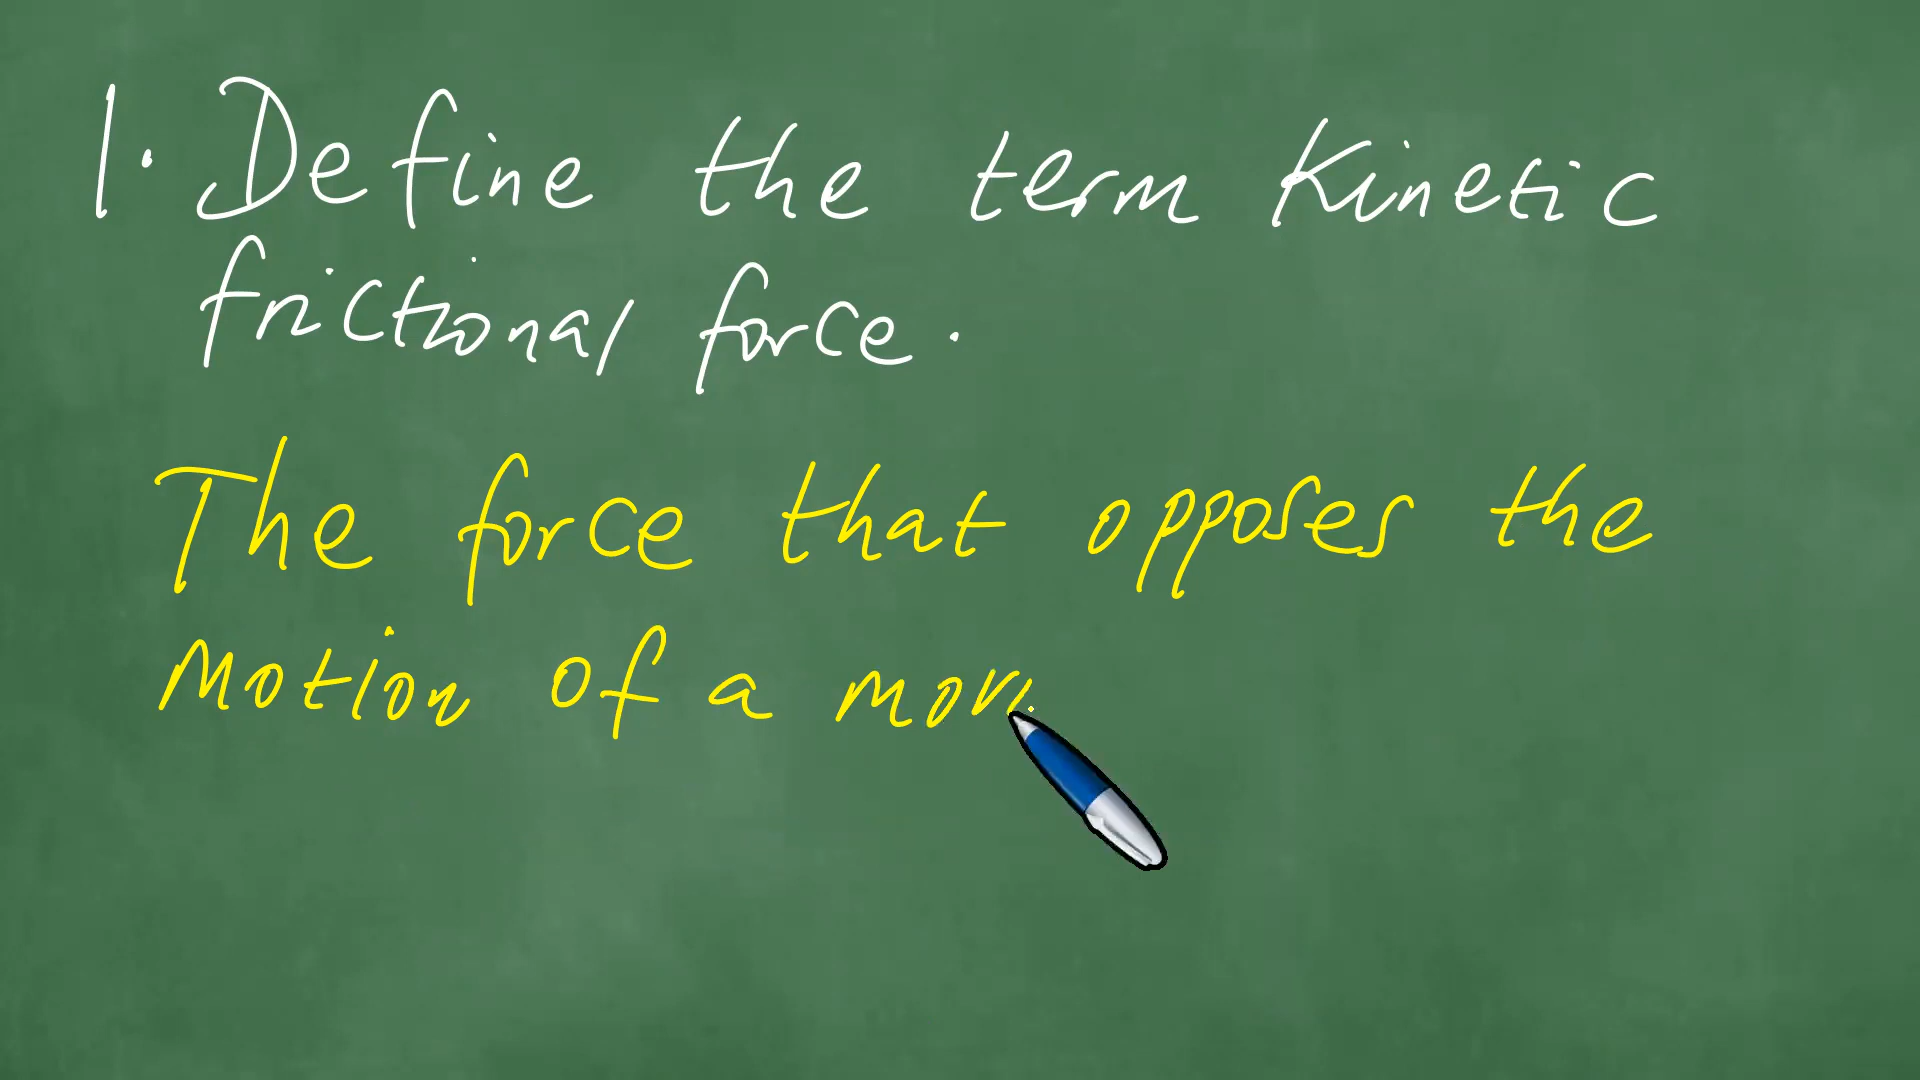 1. Define the term Kinetic
frictional force.
The force that opposes the
Motion of a